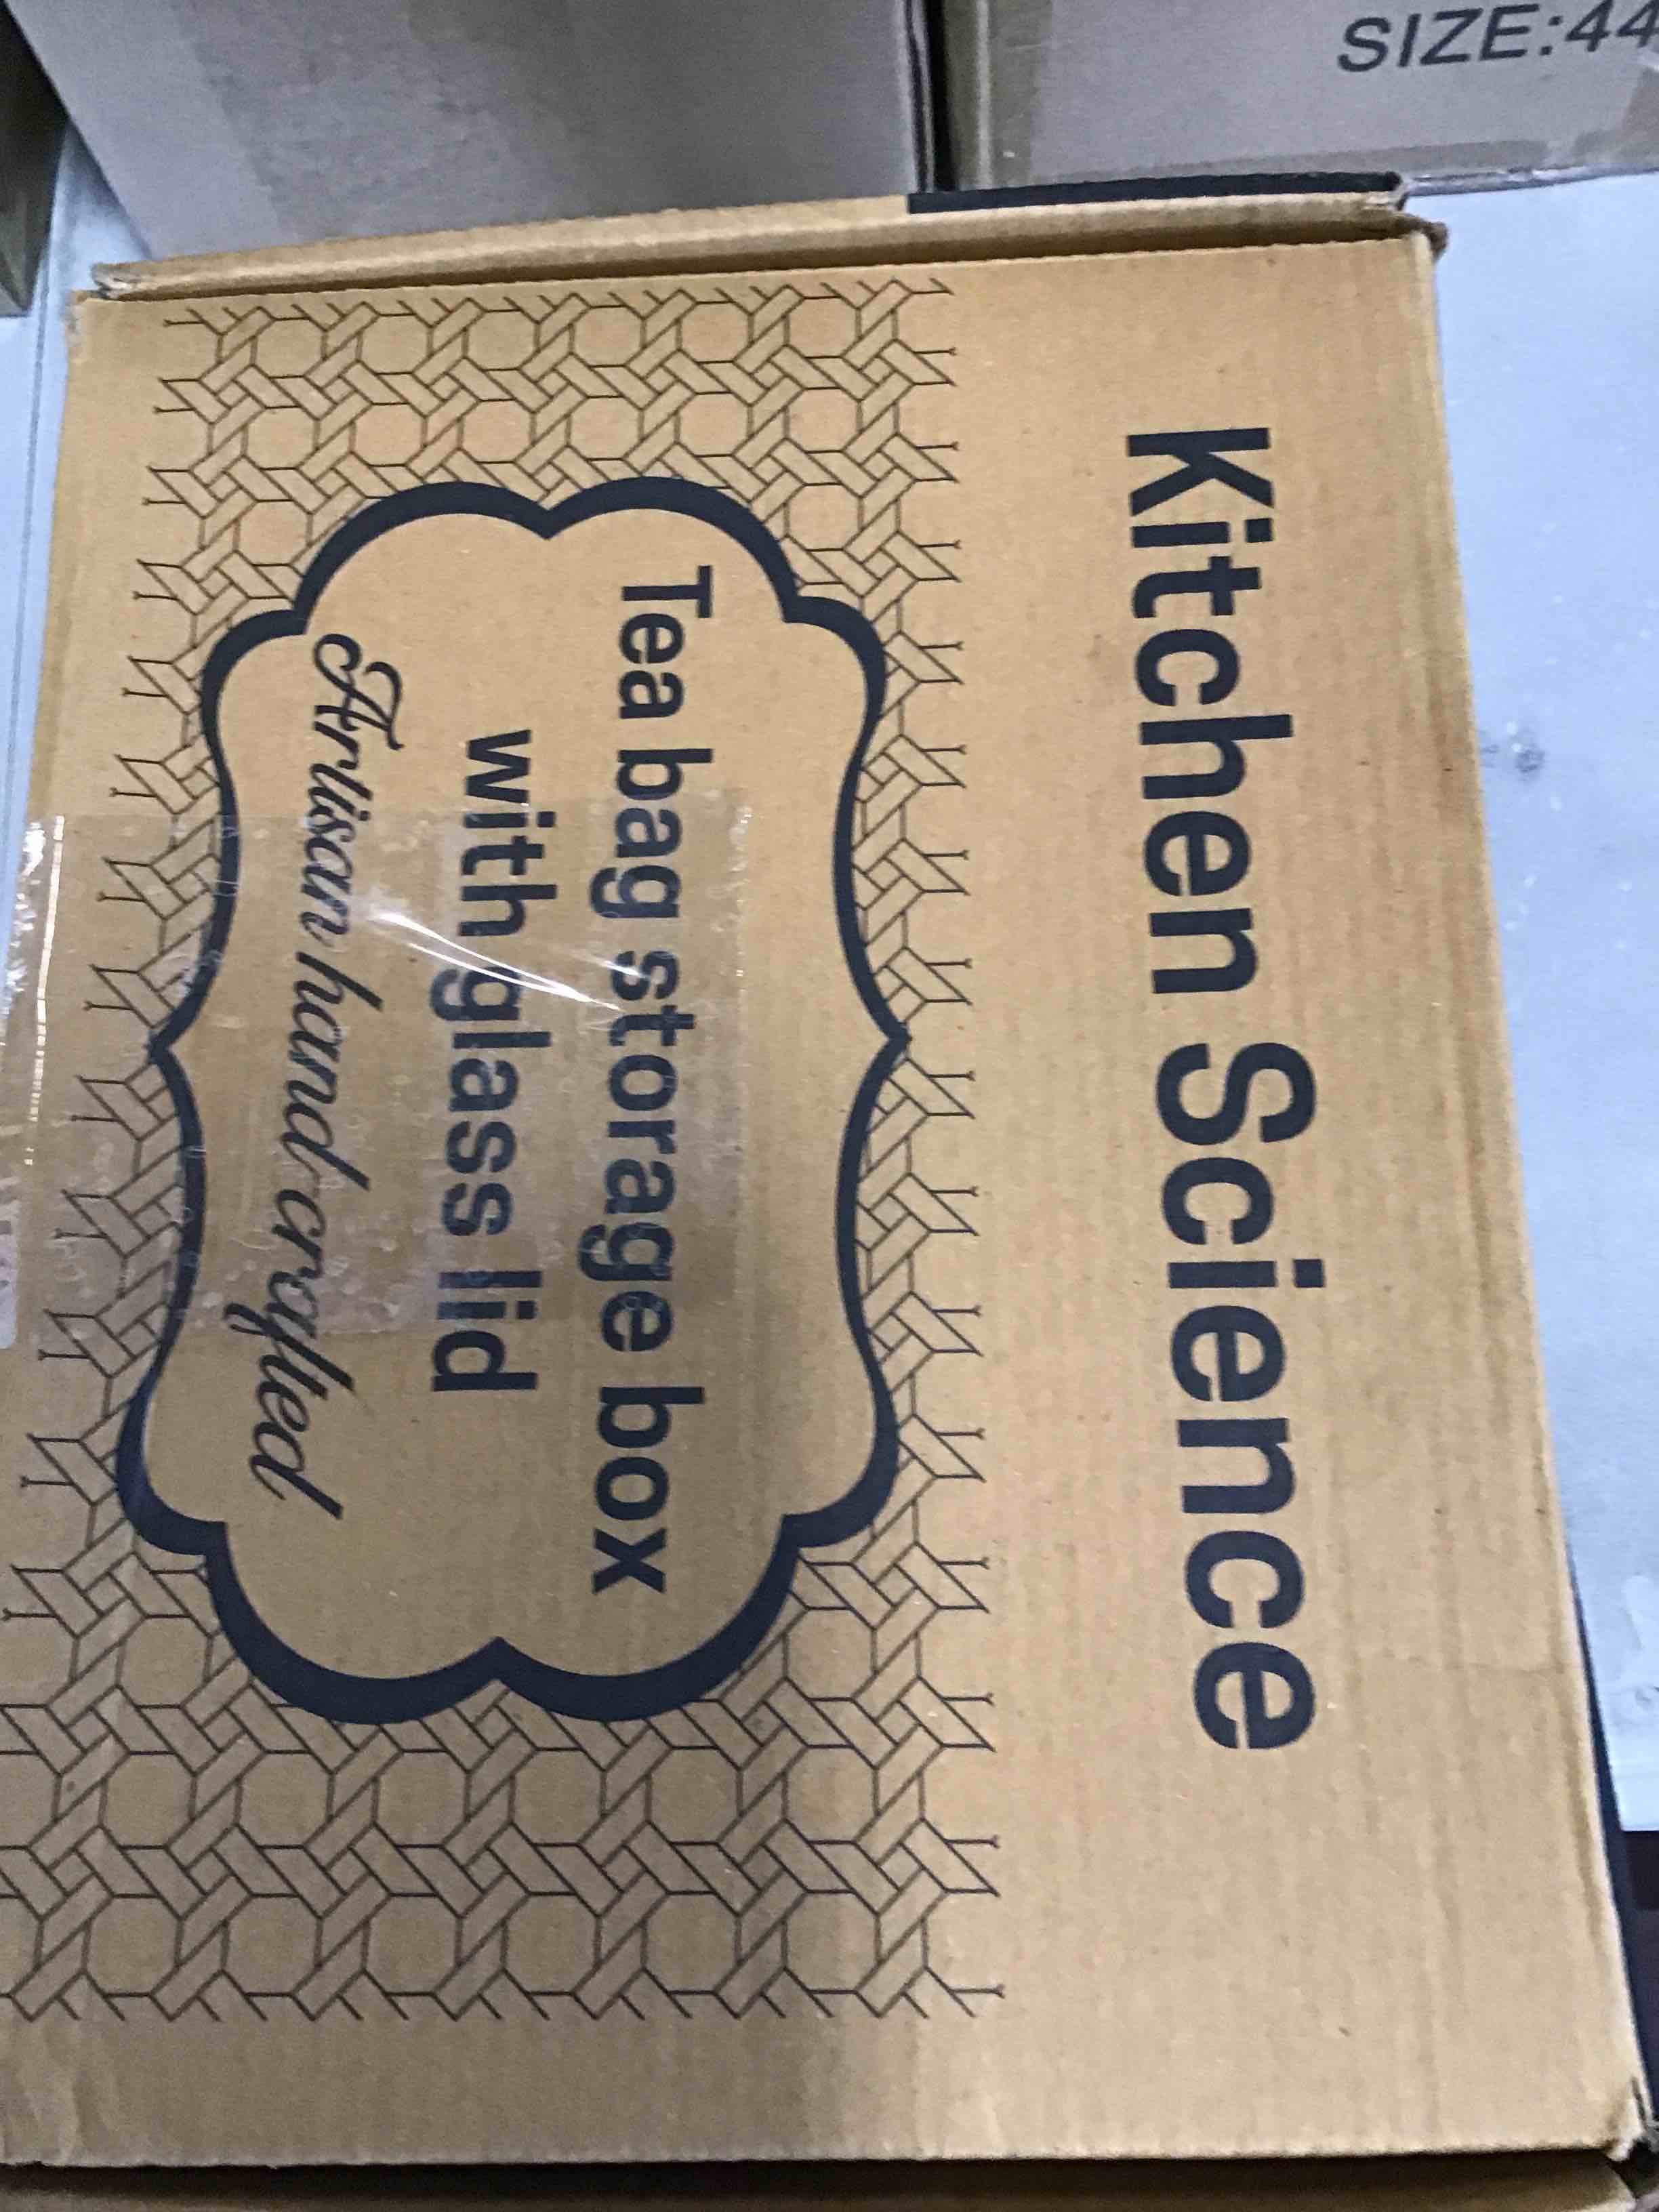 SIZE:44
Kitchen Science
Tea bag storage box
with glass lid
Artisan hand crafted